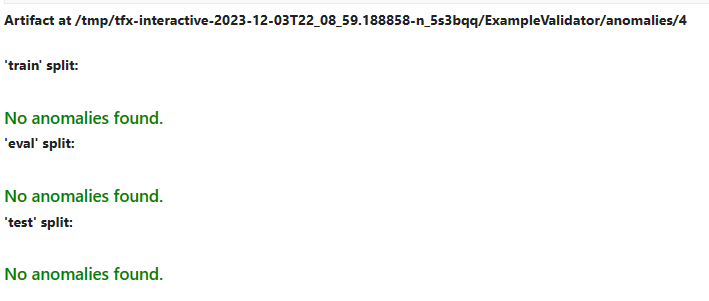 Artifact at /tmp/tfx-interactive-2023-12-03T22_08_59.188858-n_5s3bqq/ExampleValidator/anomalies/4
'train' split:
No anomalies found.
'eval' split:
No anomalies found.
'test' split:
No anomalies found.